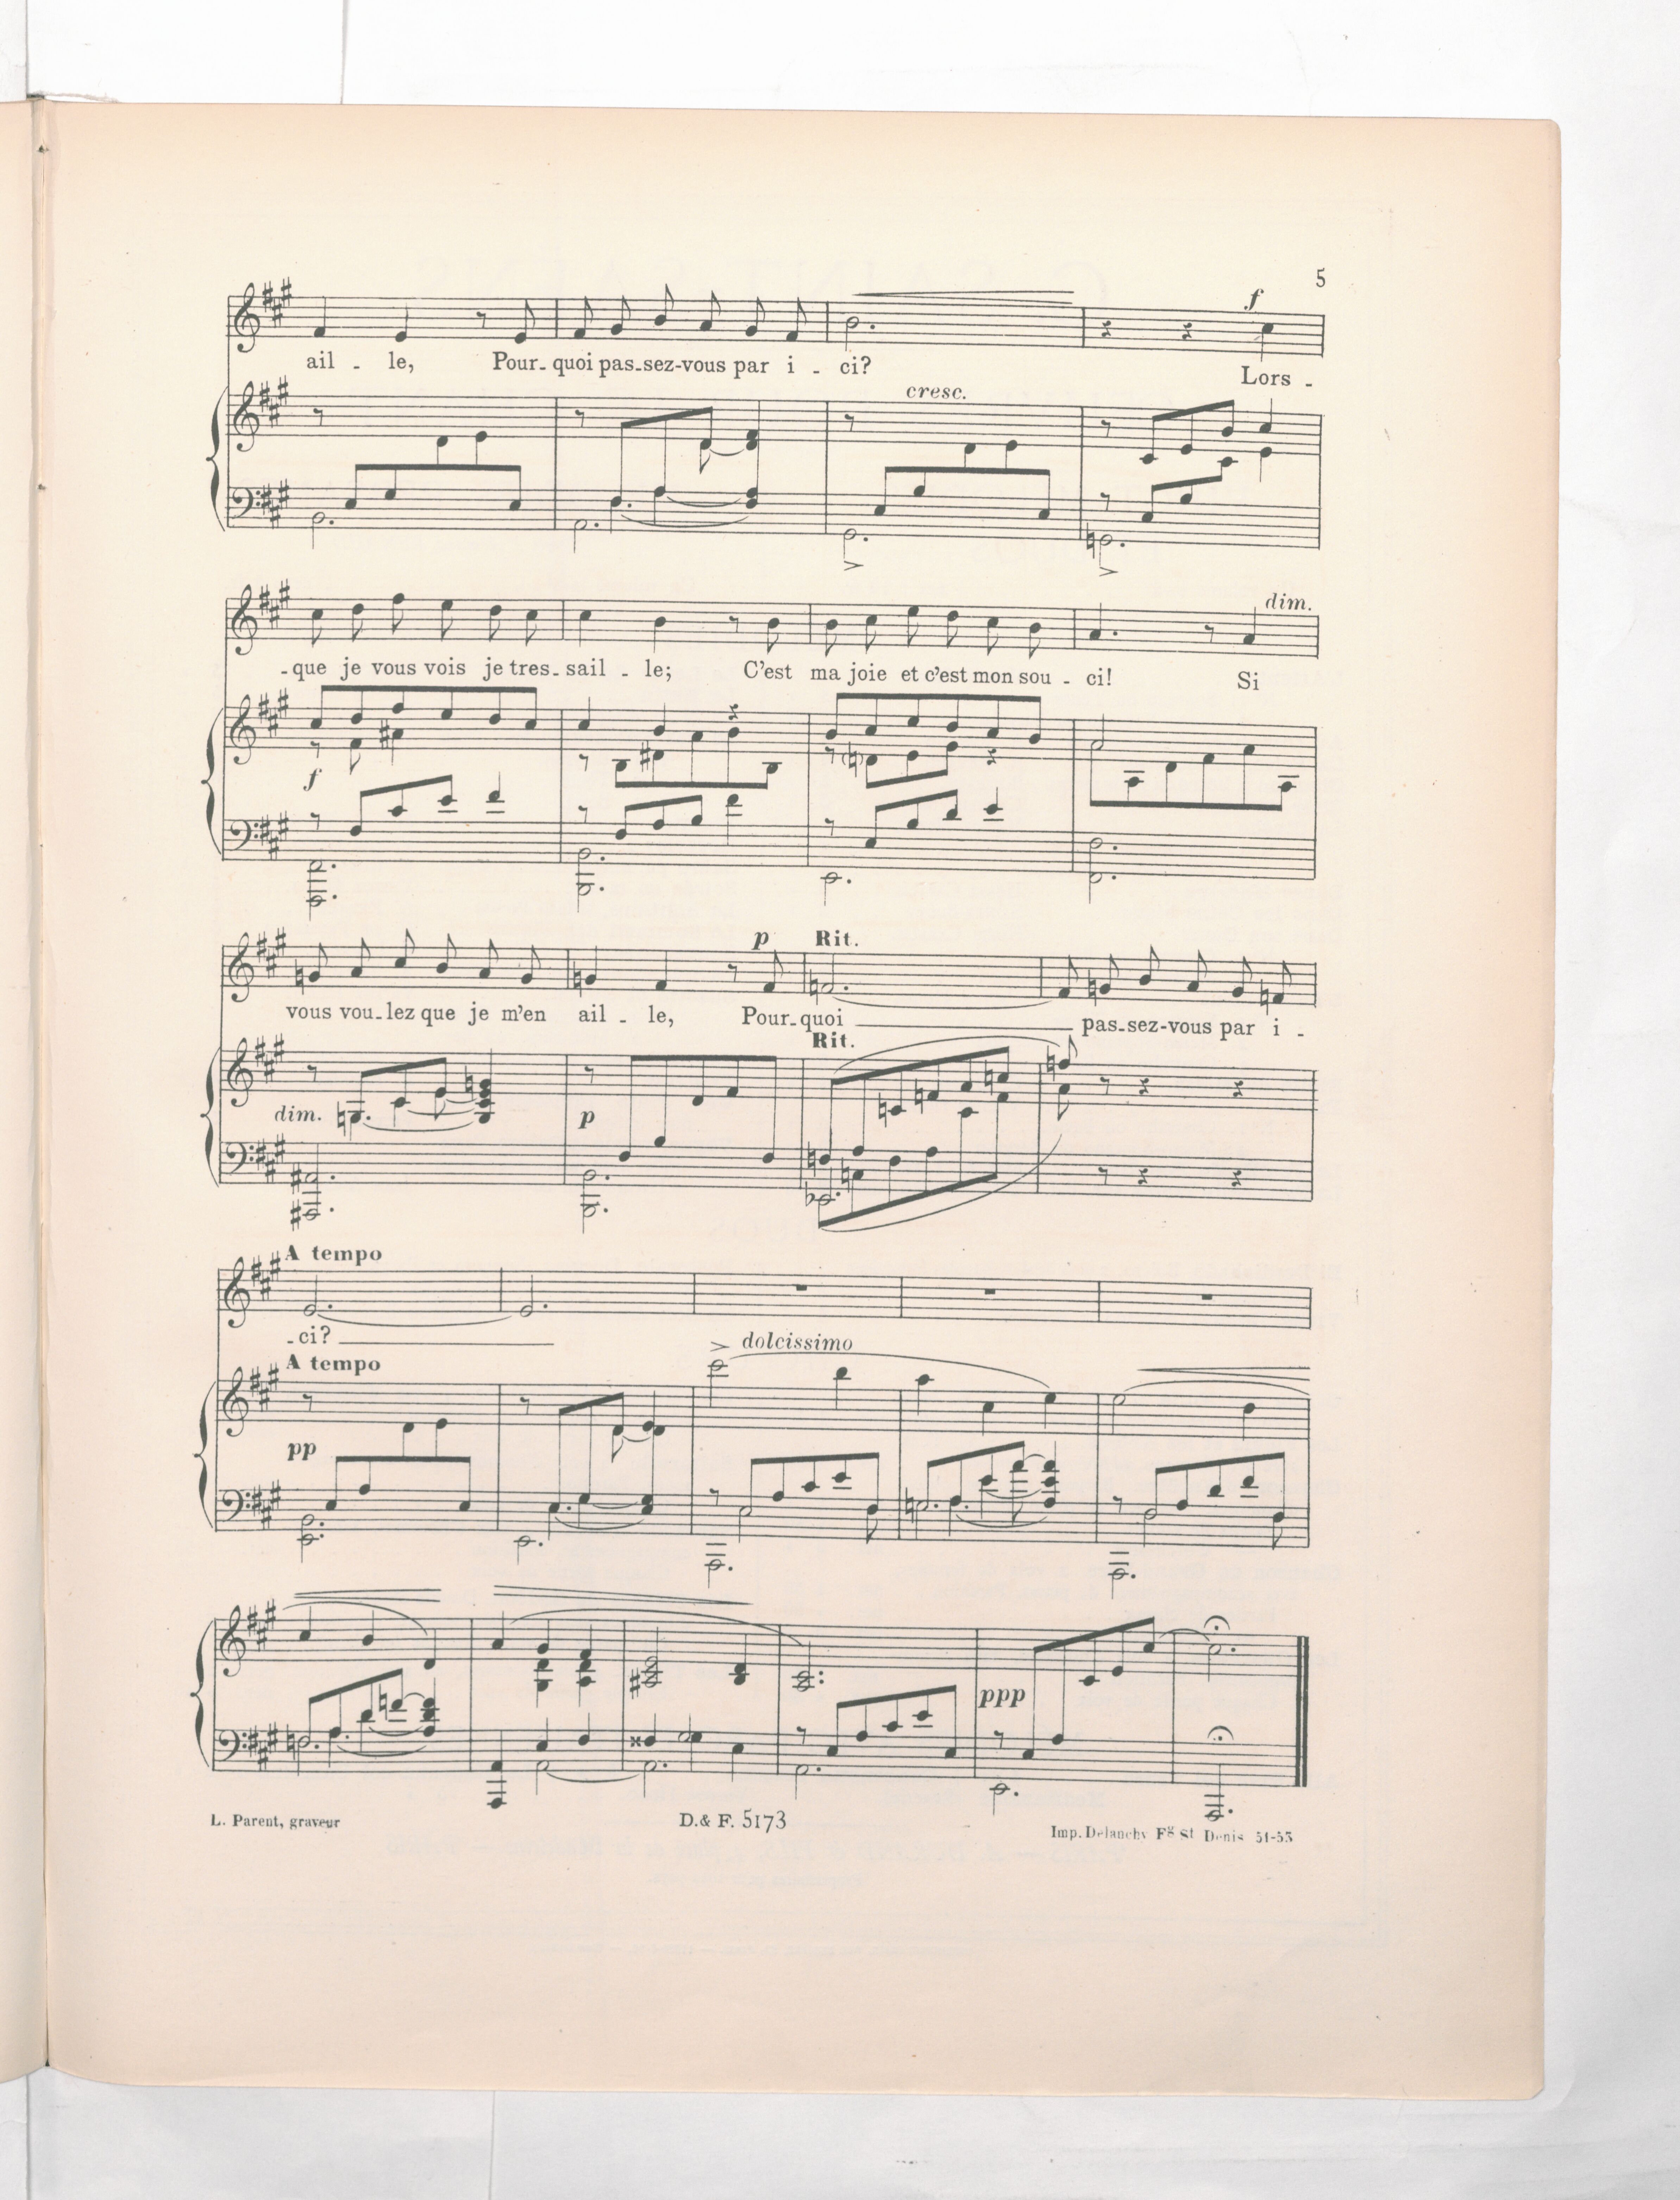 5
f
ail - le, Pour- quoi pas-sez-vous par i - ci? Lors -
cresc.
dim.
-que je vous vois je tres- sail - le; C'est ma joie et c'est mon sou - ci! Si
f
p Rit.
vous vou-lez que je m'en ail - le, Pour-quoi pas-sez-vous par i -
Rit.
dim. p
A tempo
-ci?
dolcissimo
A tempo
pp
ppp
L. Parent, graveur D.& F. 5173 Imp. Delanchy Fg St Denis 51-53